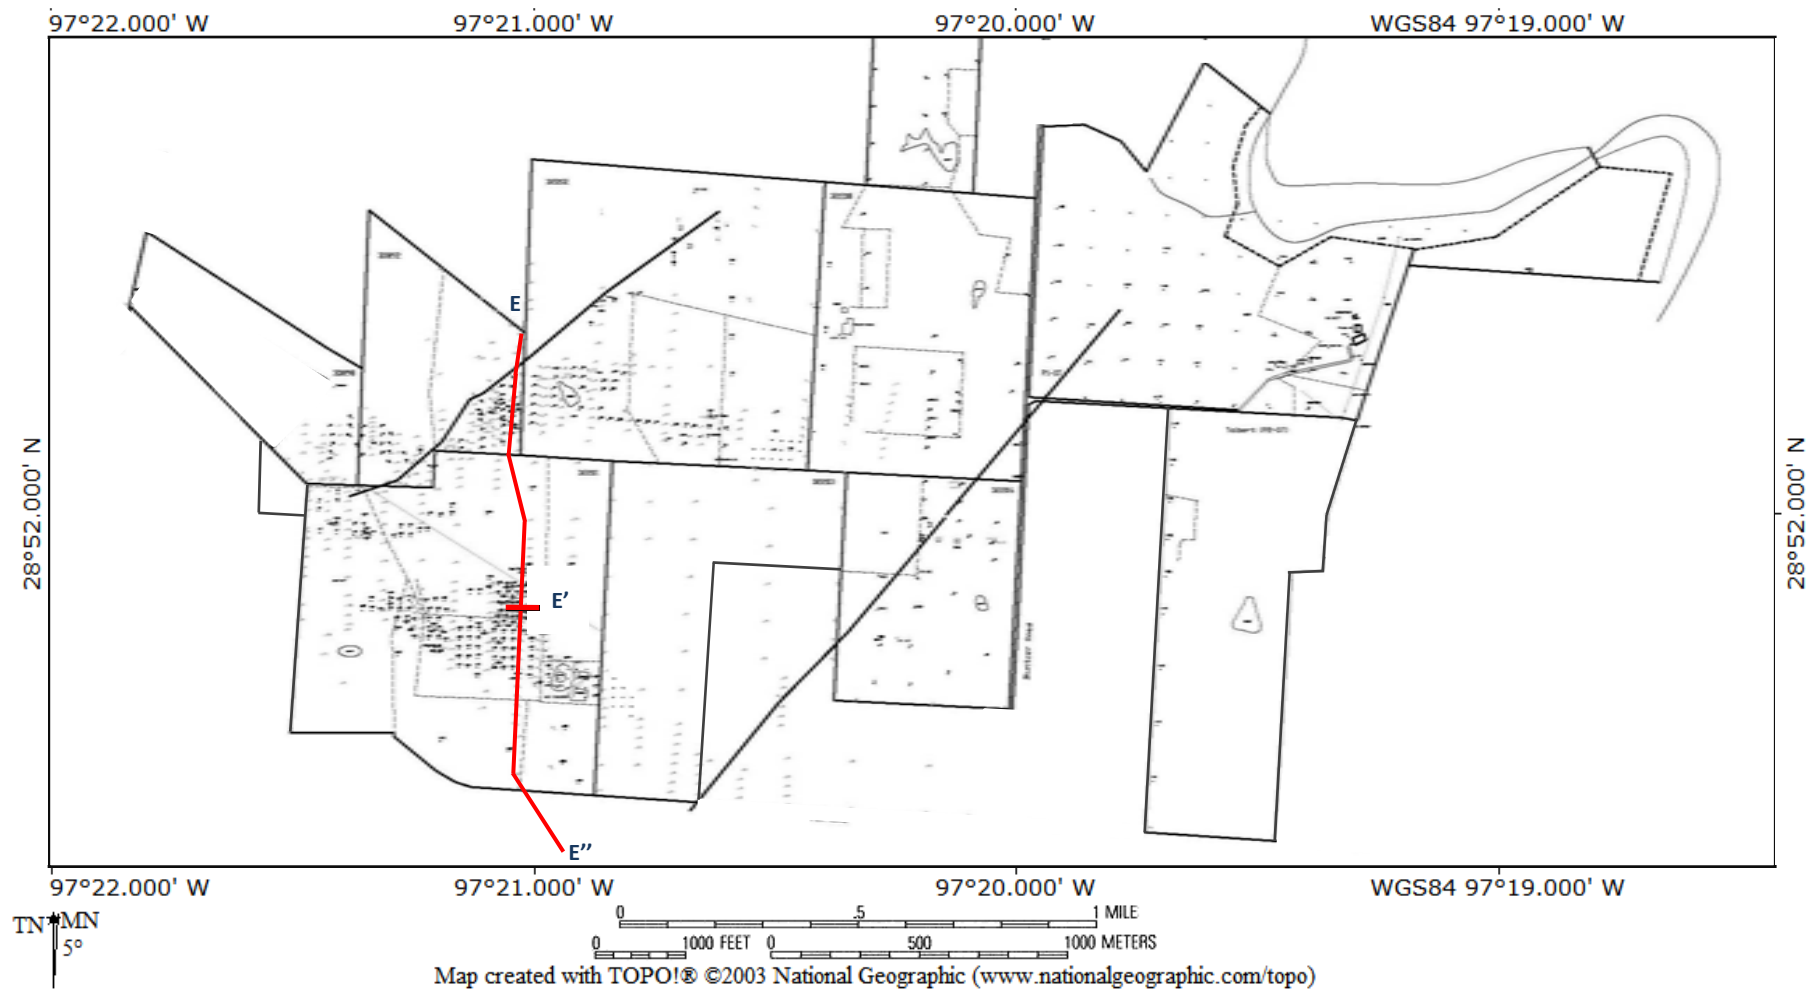 97°22.000' W 97°21.000' W 97°20.000' W WGS84 97°19.000' W
E
28°52.000' N 28°52.000' N
E’
E’’
97°22.000' W 97°21.000' W 97°20.000' W WGS84 97°19.000' W
TN MN
5°
0 .5 1 MILE
0 1000 FEET 0 500 1000 METERS
Map created with TOPO!® ©2003 National Geographic (www.nationalgeographic.com/topo)